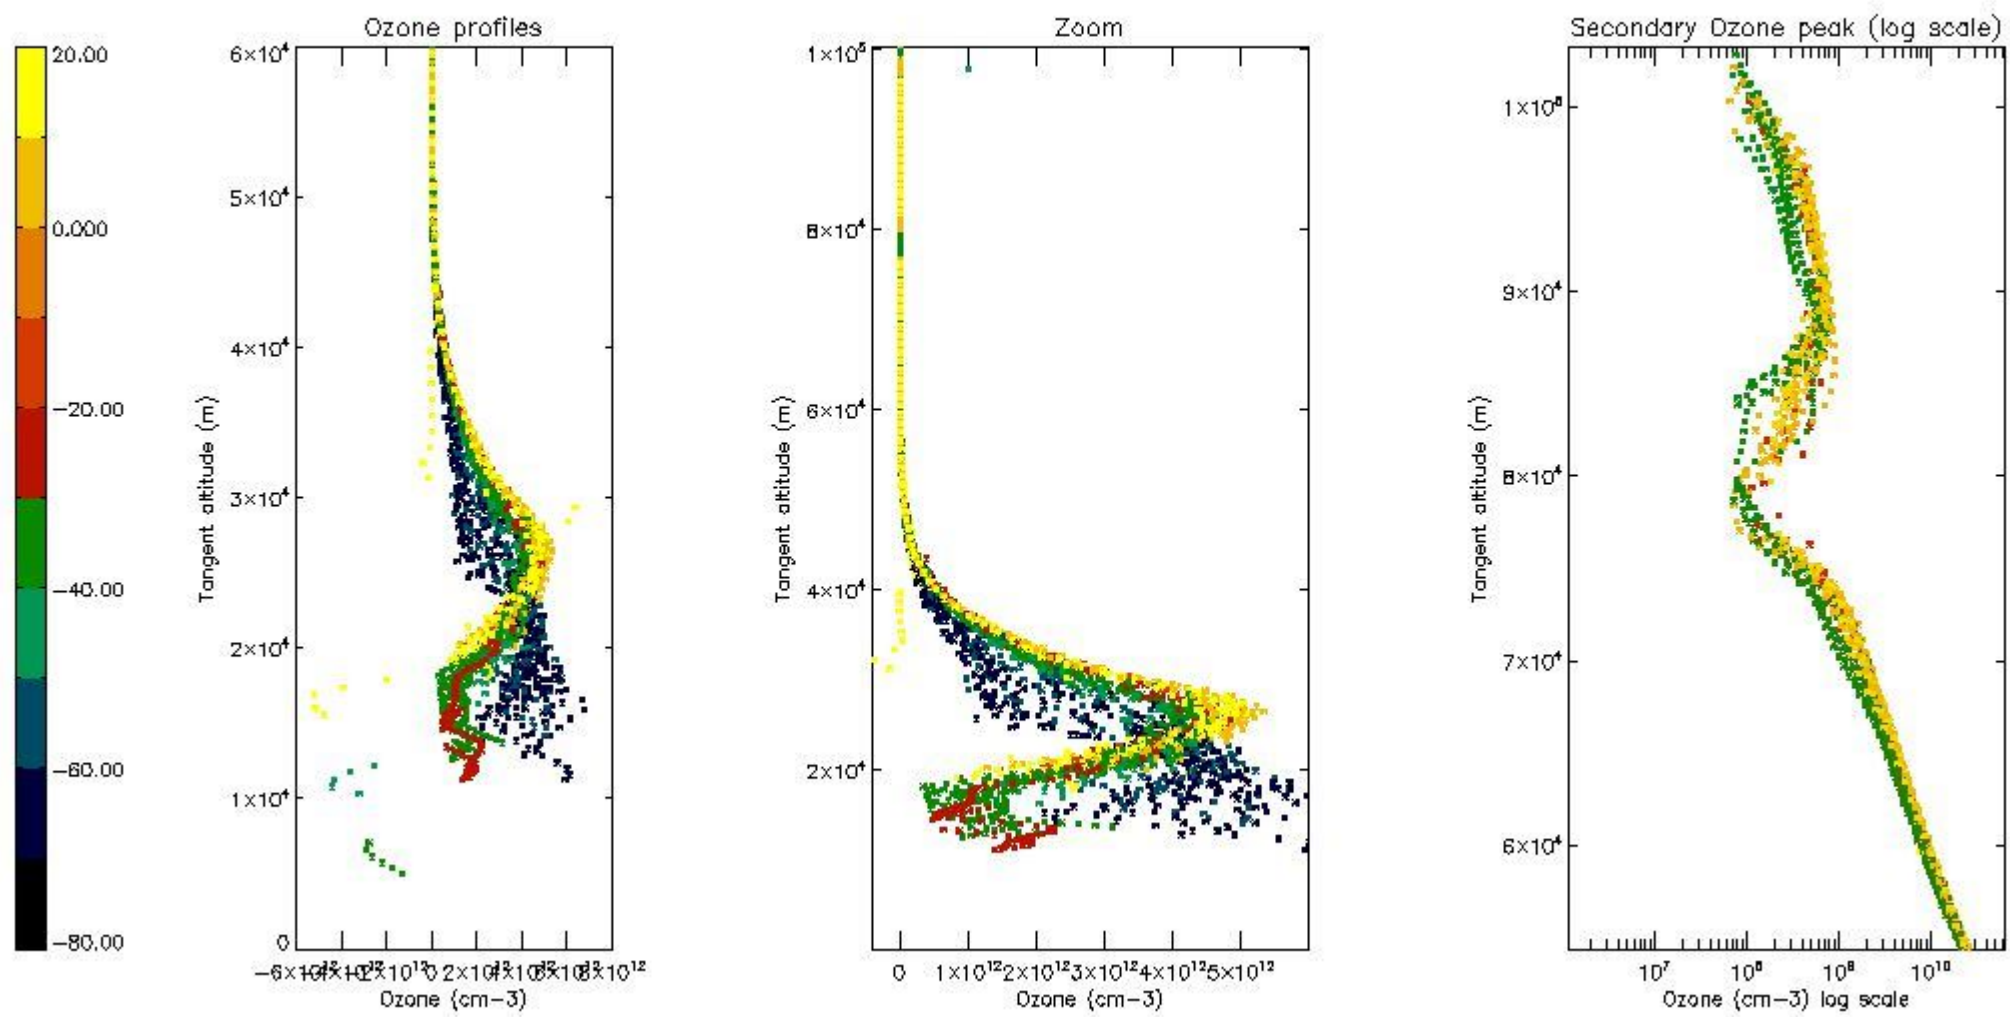 Ozone profiles
Zoom
Secondary Ozone peak (log scale)
20.00
0.000
−20.00
−40.00
−60.00
−80.00
Tangent altitude (m)
6×10⁴
5×10⁴
4×10⁴
3×10⁴
2×10⁴
1×10⁴
0
0
Ozone (cm−3)
Tangent altitude (m)
1×10⁵
8×10⁴
6×10⁴
4×10⁴
2×10⁴
0 1×10¹² 2×10¹² 3×10¹² 4×10¹² 5×10¹²
Ozone (cm−3)
Tangent altitude (m)
1×10⁵
9×10⁴
8×10⁴
7×10⁴
6×10⁴
10⁷ 10⁸ 10⁹ 10¹⁰
Ozone (cm−3) log scale